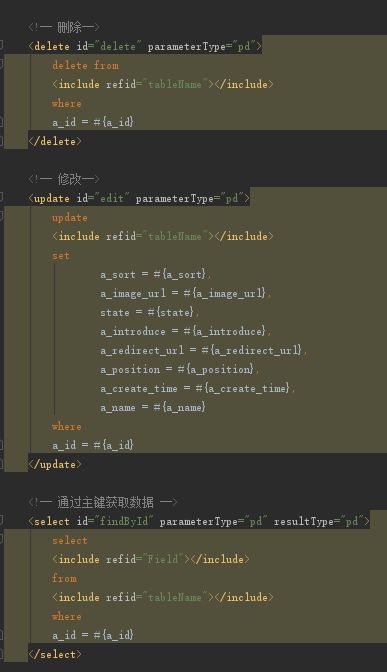 <!-- 删除-->
<delete id="delete" parameterType="pd">
delete from
<include refid="tableName"></include>
where
a_id = #{a_id}
</delete>
<!-- 修改-->
<update id="edit" parameterType="pd">
update
<include refid="tableName"></include>
set
a_sort = #{a_sort},
a_image_url = #{a_image_url},
state = #{state},
a_introduce = #{a_introduce},
a_redirect_url = #{a_redirect_url},
a_position = #{a_position},
a_create_time = #{a_create_time},
a_name = #{a_name}
where
a_id = #{a_id}
</update>
<!-- 通过主键获取数据 -->
<select id="findById" parameterType="pd" resultType="pd">
select
<include refid="Field"></include>
from
<include refid="tableName"></include>
where
a_id = #{a_id}
</select>